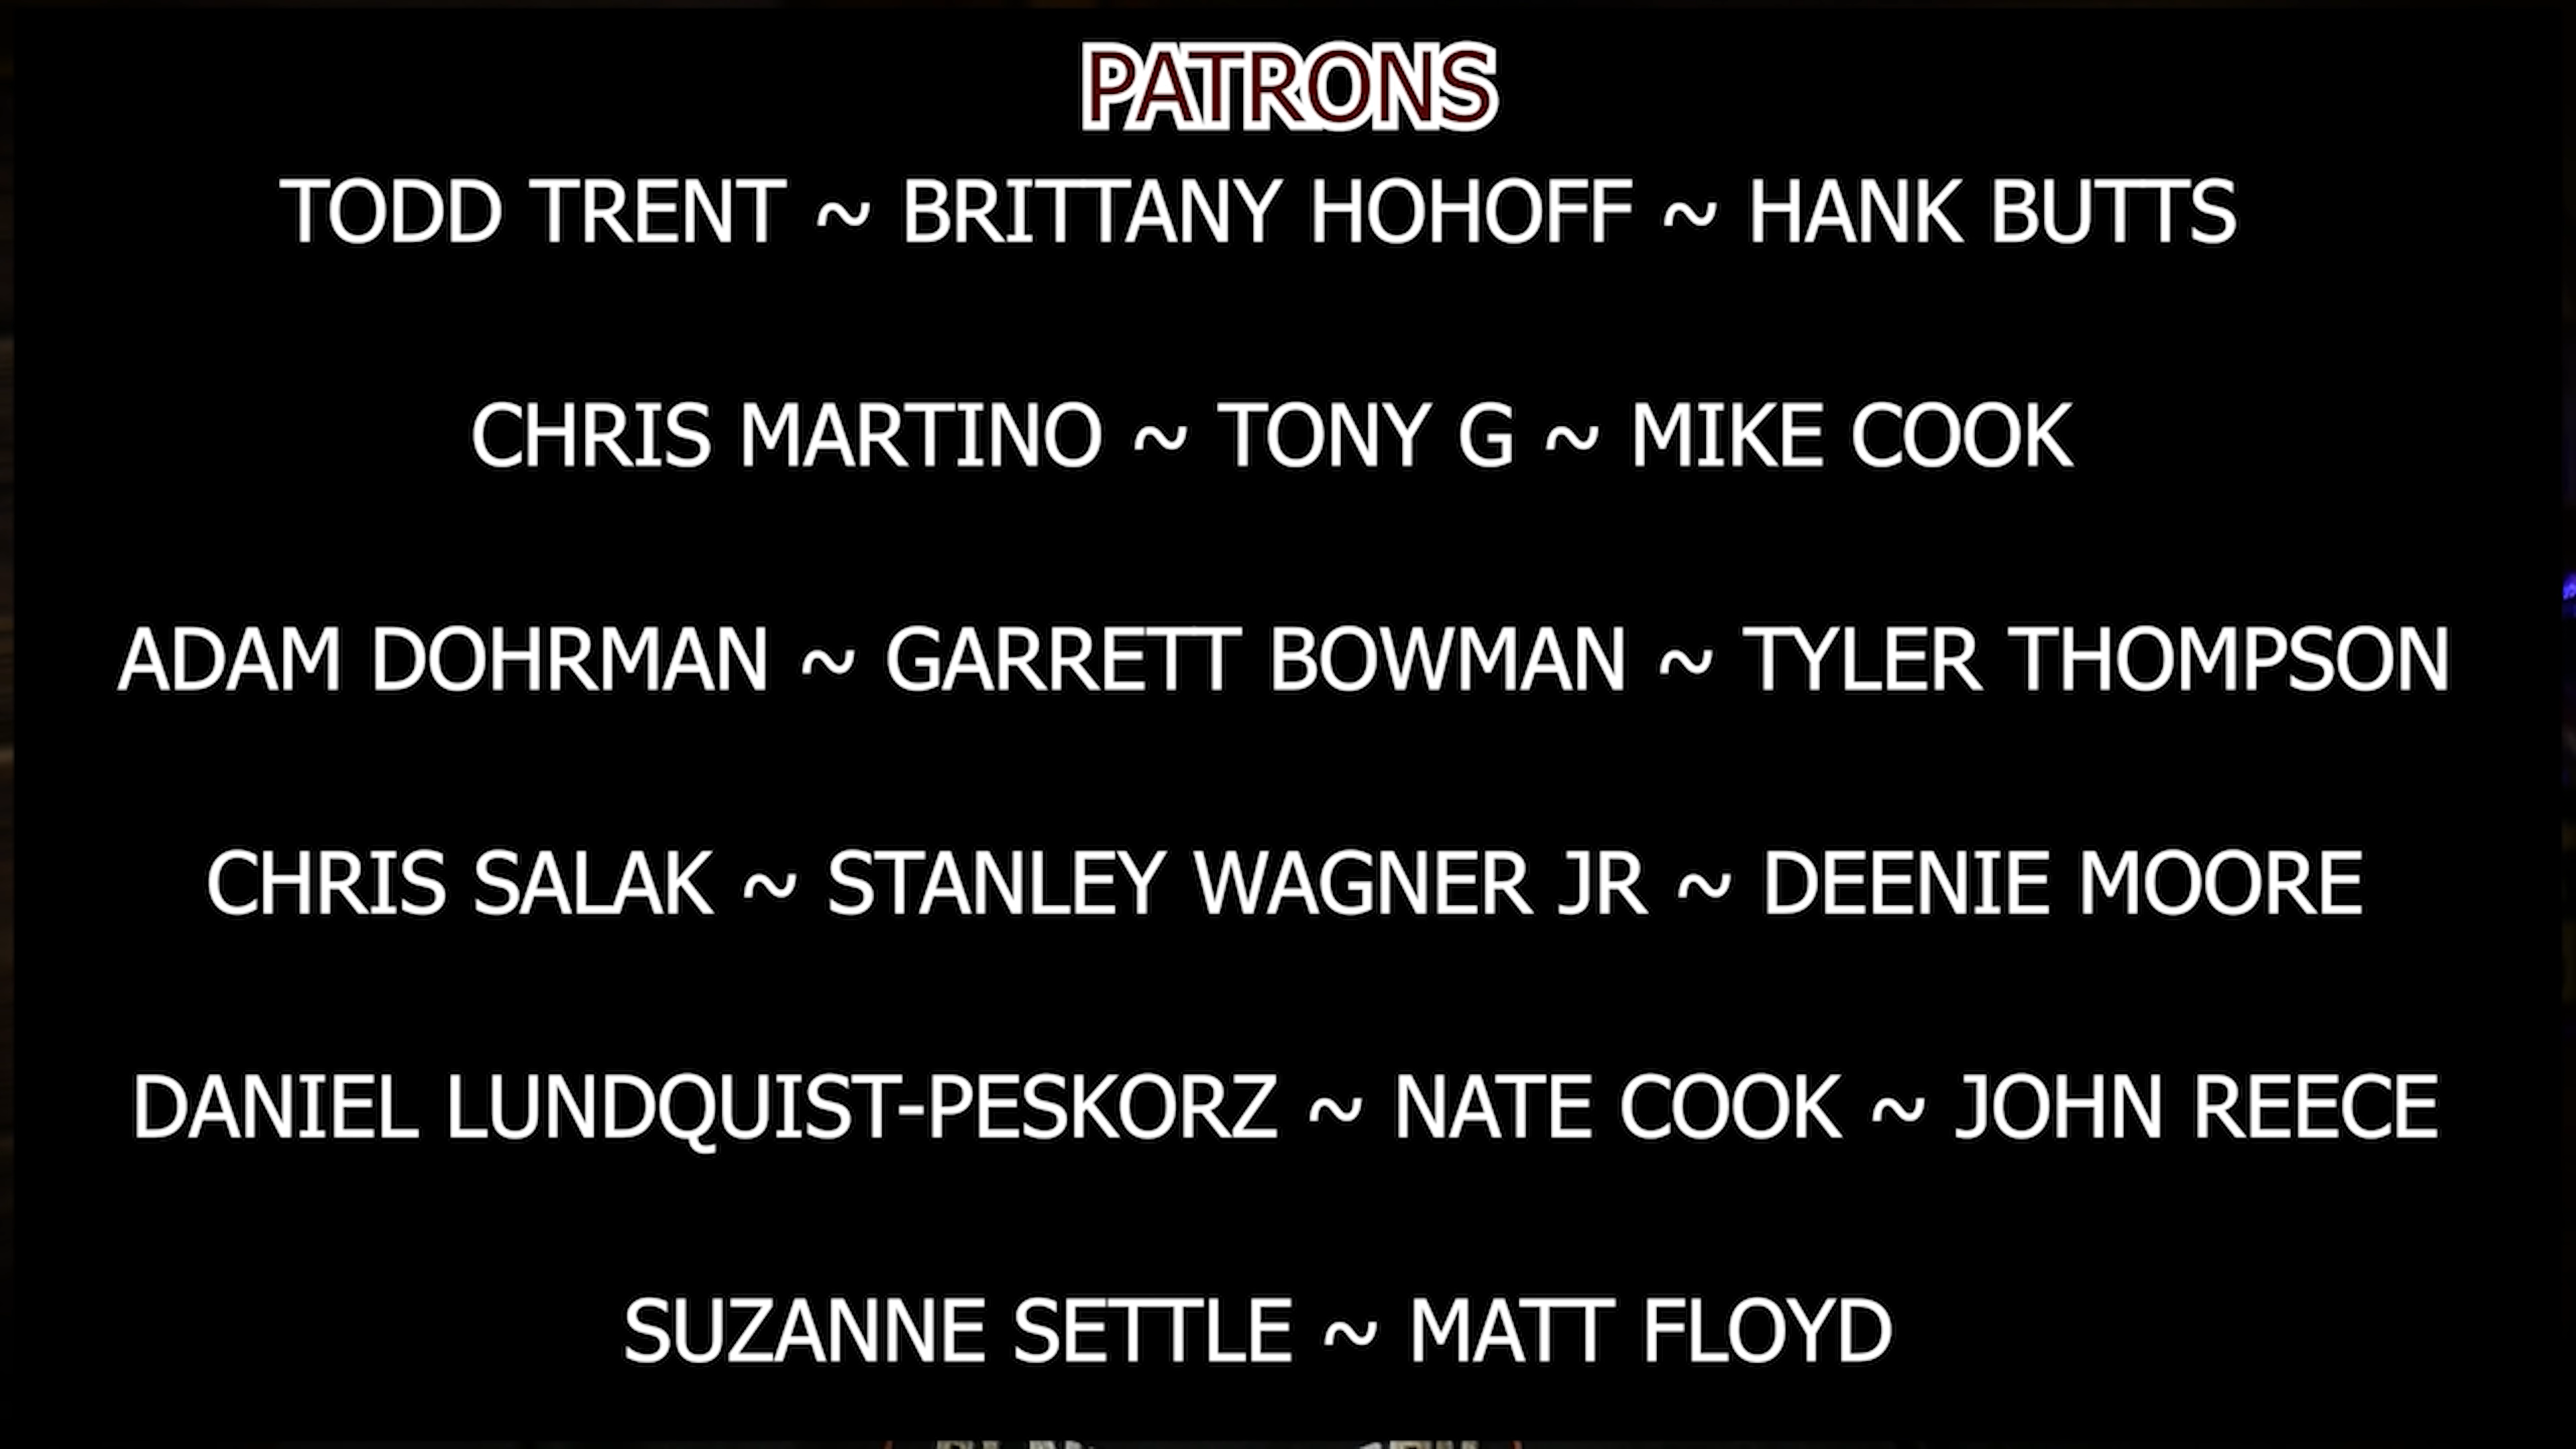 PATRONS
TODD TRENT ~ BRITTANY HOHOFF ~ HANK BUTTS
CHRIS MARTINO ~ TONY G ~ MIKE COOK
ADAM DOHRMAN ~ GARRETT BOWMAN ~ TYLER THOMPSON
CHRIS SALAK ~ STANLEY WAGNER JR ~ DEENIE MOORE
DANIEL LUNDQUIST-PESKORZ ~ NATE COOK ~ JOHN REECE
SUZANNE SETTLE ~ MATT FLOYD